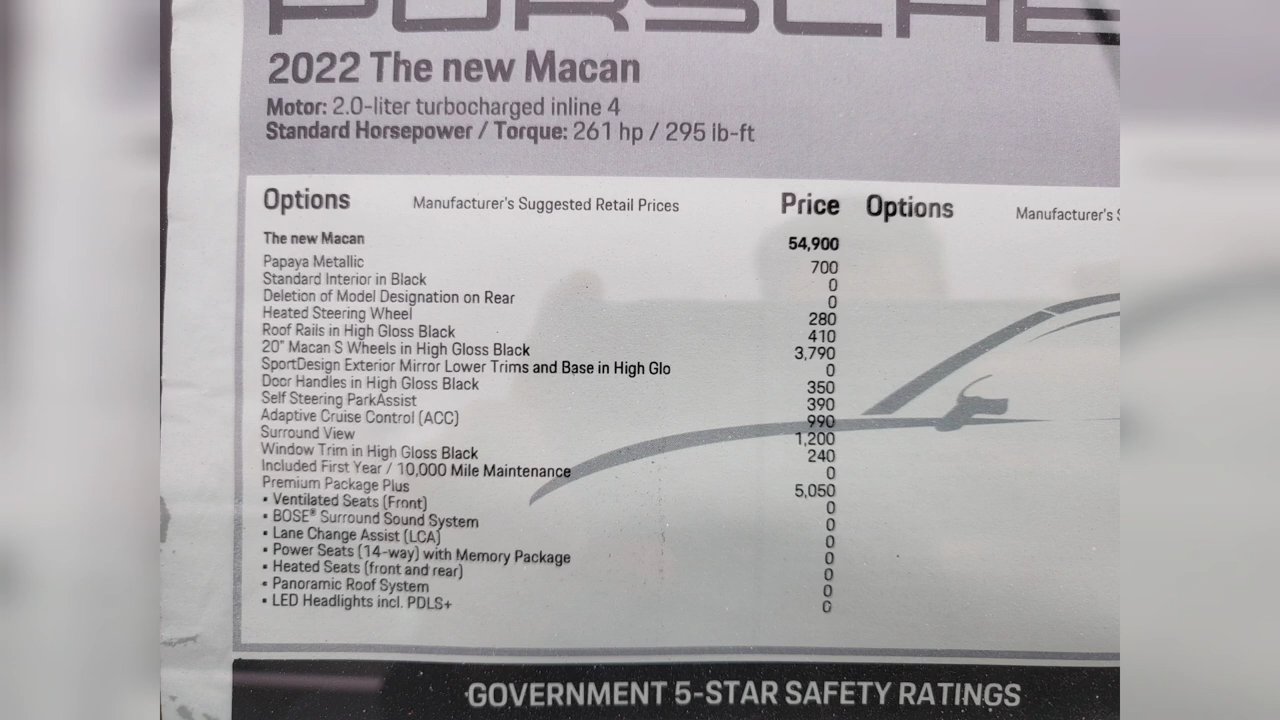 PORSCHE
2022 The new Macan
Motor: 2.0-liter turbocharged inline 4
Standard Horsepower / Torque: 261 hp / 295 lb-ft
Options Manufacturer's Suggested Retail Prices Price Options Manufacturer's S
The new Macan 54,900
Papaya Metallic 700
Standard Interior in Black 0
Deletion of Model Designation on Rear 0
Heated Steering Wheel 280
Roof Rails in High Gloss Black 410
20" Macan S Wheels in High Gloss Black 3,790
SportDesign Exterior Mirror Lower Trims and Base in High Glo 0
Door Handles in High Gloss Black 350
Self Steering ParkAssist 390
Adaptive Cruise Control (ACC) 990
Surround View 1,200
Window Trim in High Gloss Black 240
Included First Year / 10,000 Mile Maintenance 0
Premium Package Plus 5,050
• Ventilated Seats (Front) 0
• BOSE® Surround Sound System 0
• Lane Change Assist (LCA) 0
• Power Seats (14-way) with Memory Package 0
• Heated Seats (front and rear) 0
• Panoramic Roof System 0
• LED Headlights incl. PDLS+ 0
GOVERNMENT 5-STAR SAFETY RATINGS